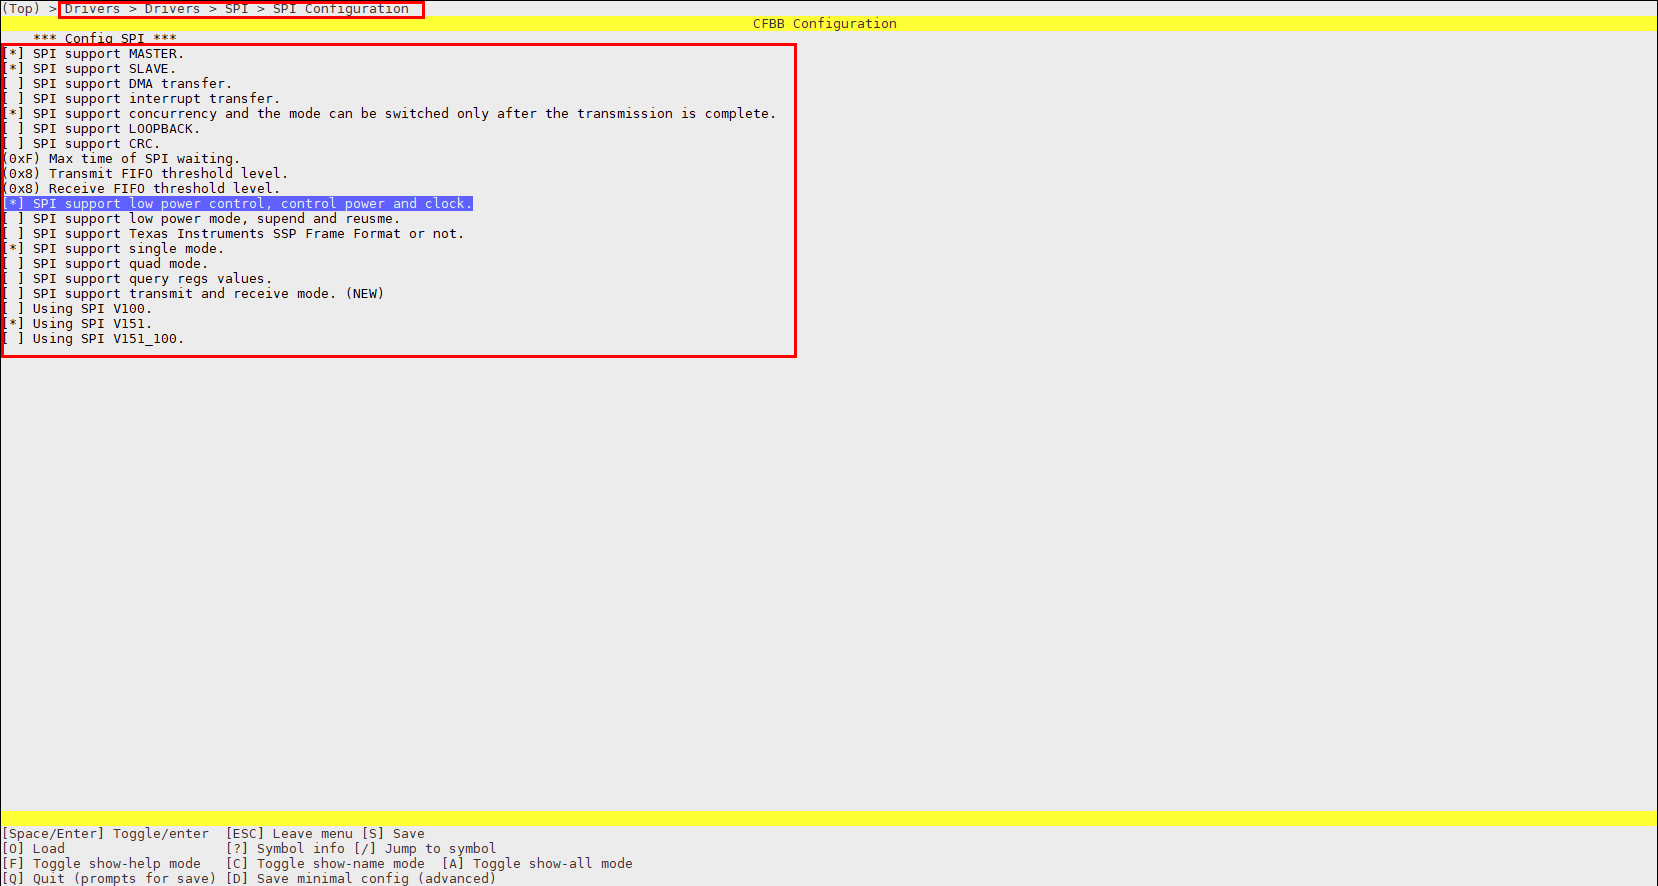 (Top) > Drivers > Drivers > SPI > SPI Configuration
CFBB Configuration
*** Config SPI ***
[*] SPI support MASTER.
[*] SPI support SLAVE.
[ ] SPI support DMA transfer.
[ ] SPI support interrupt transfer.
[*] SPI support concurrency and the mode can be switched only after the transmission is complete.
[ ] SPI support LOOPBACK.
[ ] SPI support CRC.
(0xF) Max time of SPI waiting.
(0x8) Transmit FIFO threshold level.
(0x8) Receive FIFO threshold level.
[*] SPI support low power control, control power and clock.
[ ] SPI support low power mode, supend and reusme.
[ ] SPI support Texas Instruments SSP Frame Format or not.
[*] SPI support single mode.
[ ] SPI support quad mode.
[ ] SPI support query regs values.
[ ] SPI support transmit and receive mode. (NEW)
[ ] Using SPI V100.
[*] Using SPI V151.
[ ] Using SPI V151_100.
[Space/Enter] Toggle/enter  [ESC] Leave menu [S] Save
[O] Load                    [?] Symbol info [/] Jump to symbol
[F] Toggle show-help mode   [C] Toggle show-name mode  [A] Toggle show-all mode
[Q] Quit (prompts for save) [D] Save minimal config (advanced)